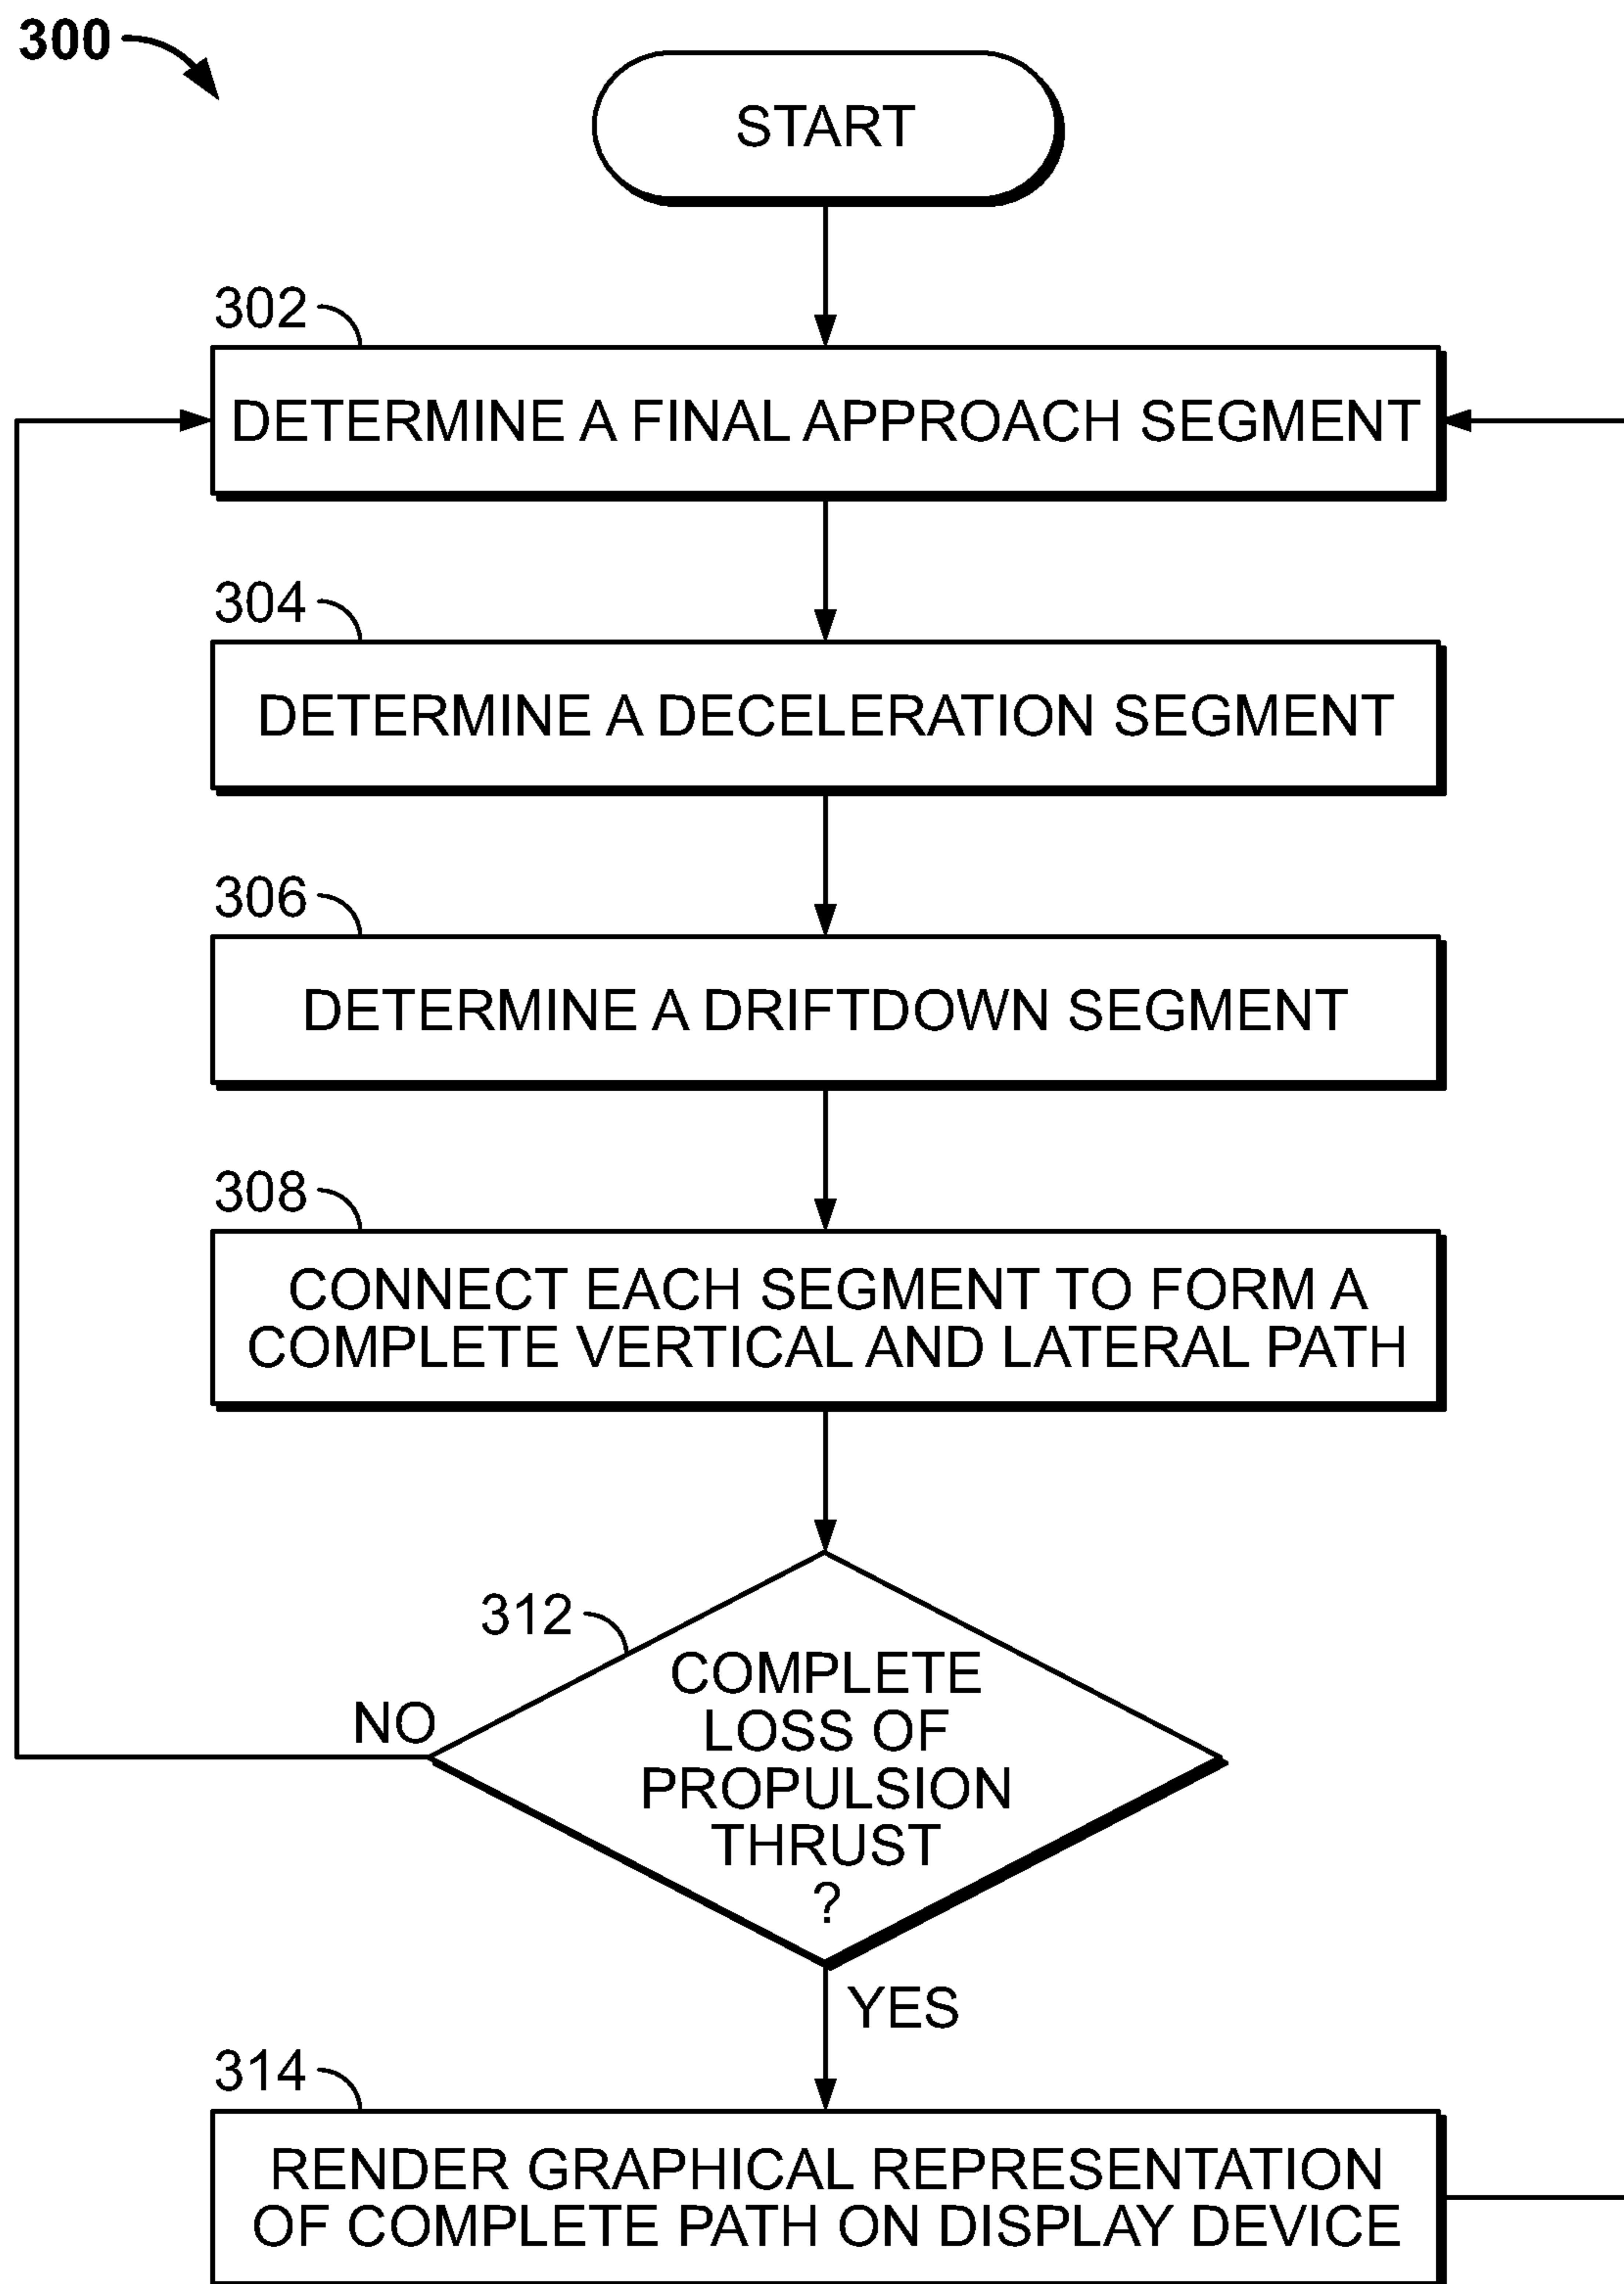 300
START
302
DETERMINE A FINAL APPROACH SEGMENT
304
DETERMINE A DECELERATION SEGMENT
306
DETERMINE A DRIFTDOWN SEGMENT
308
CONNECT EACH SEGMENT TO FORM A
COMPLETE VERTICAL AND LATERAL PATH
312
COMPLETE
LOSS OF
PROPULSION
THRUST
?
NO
YES
314
RENDER GRAPHICAL REPRESENTATION
OF COMPLETE PATH ON DISPLAY DEVICE